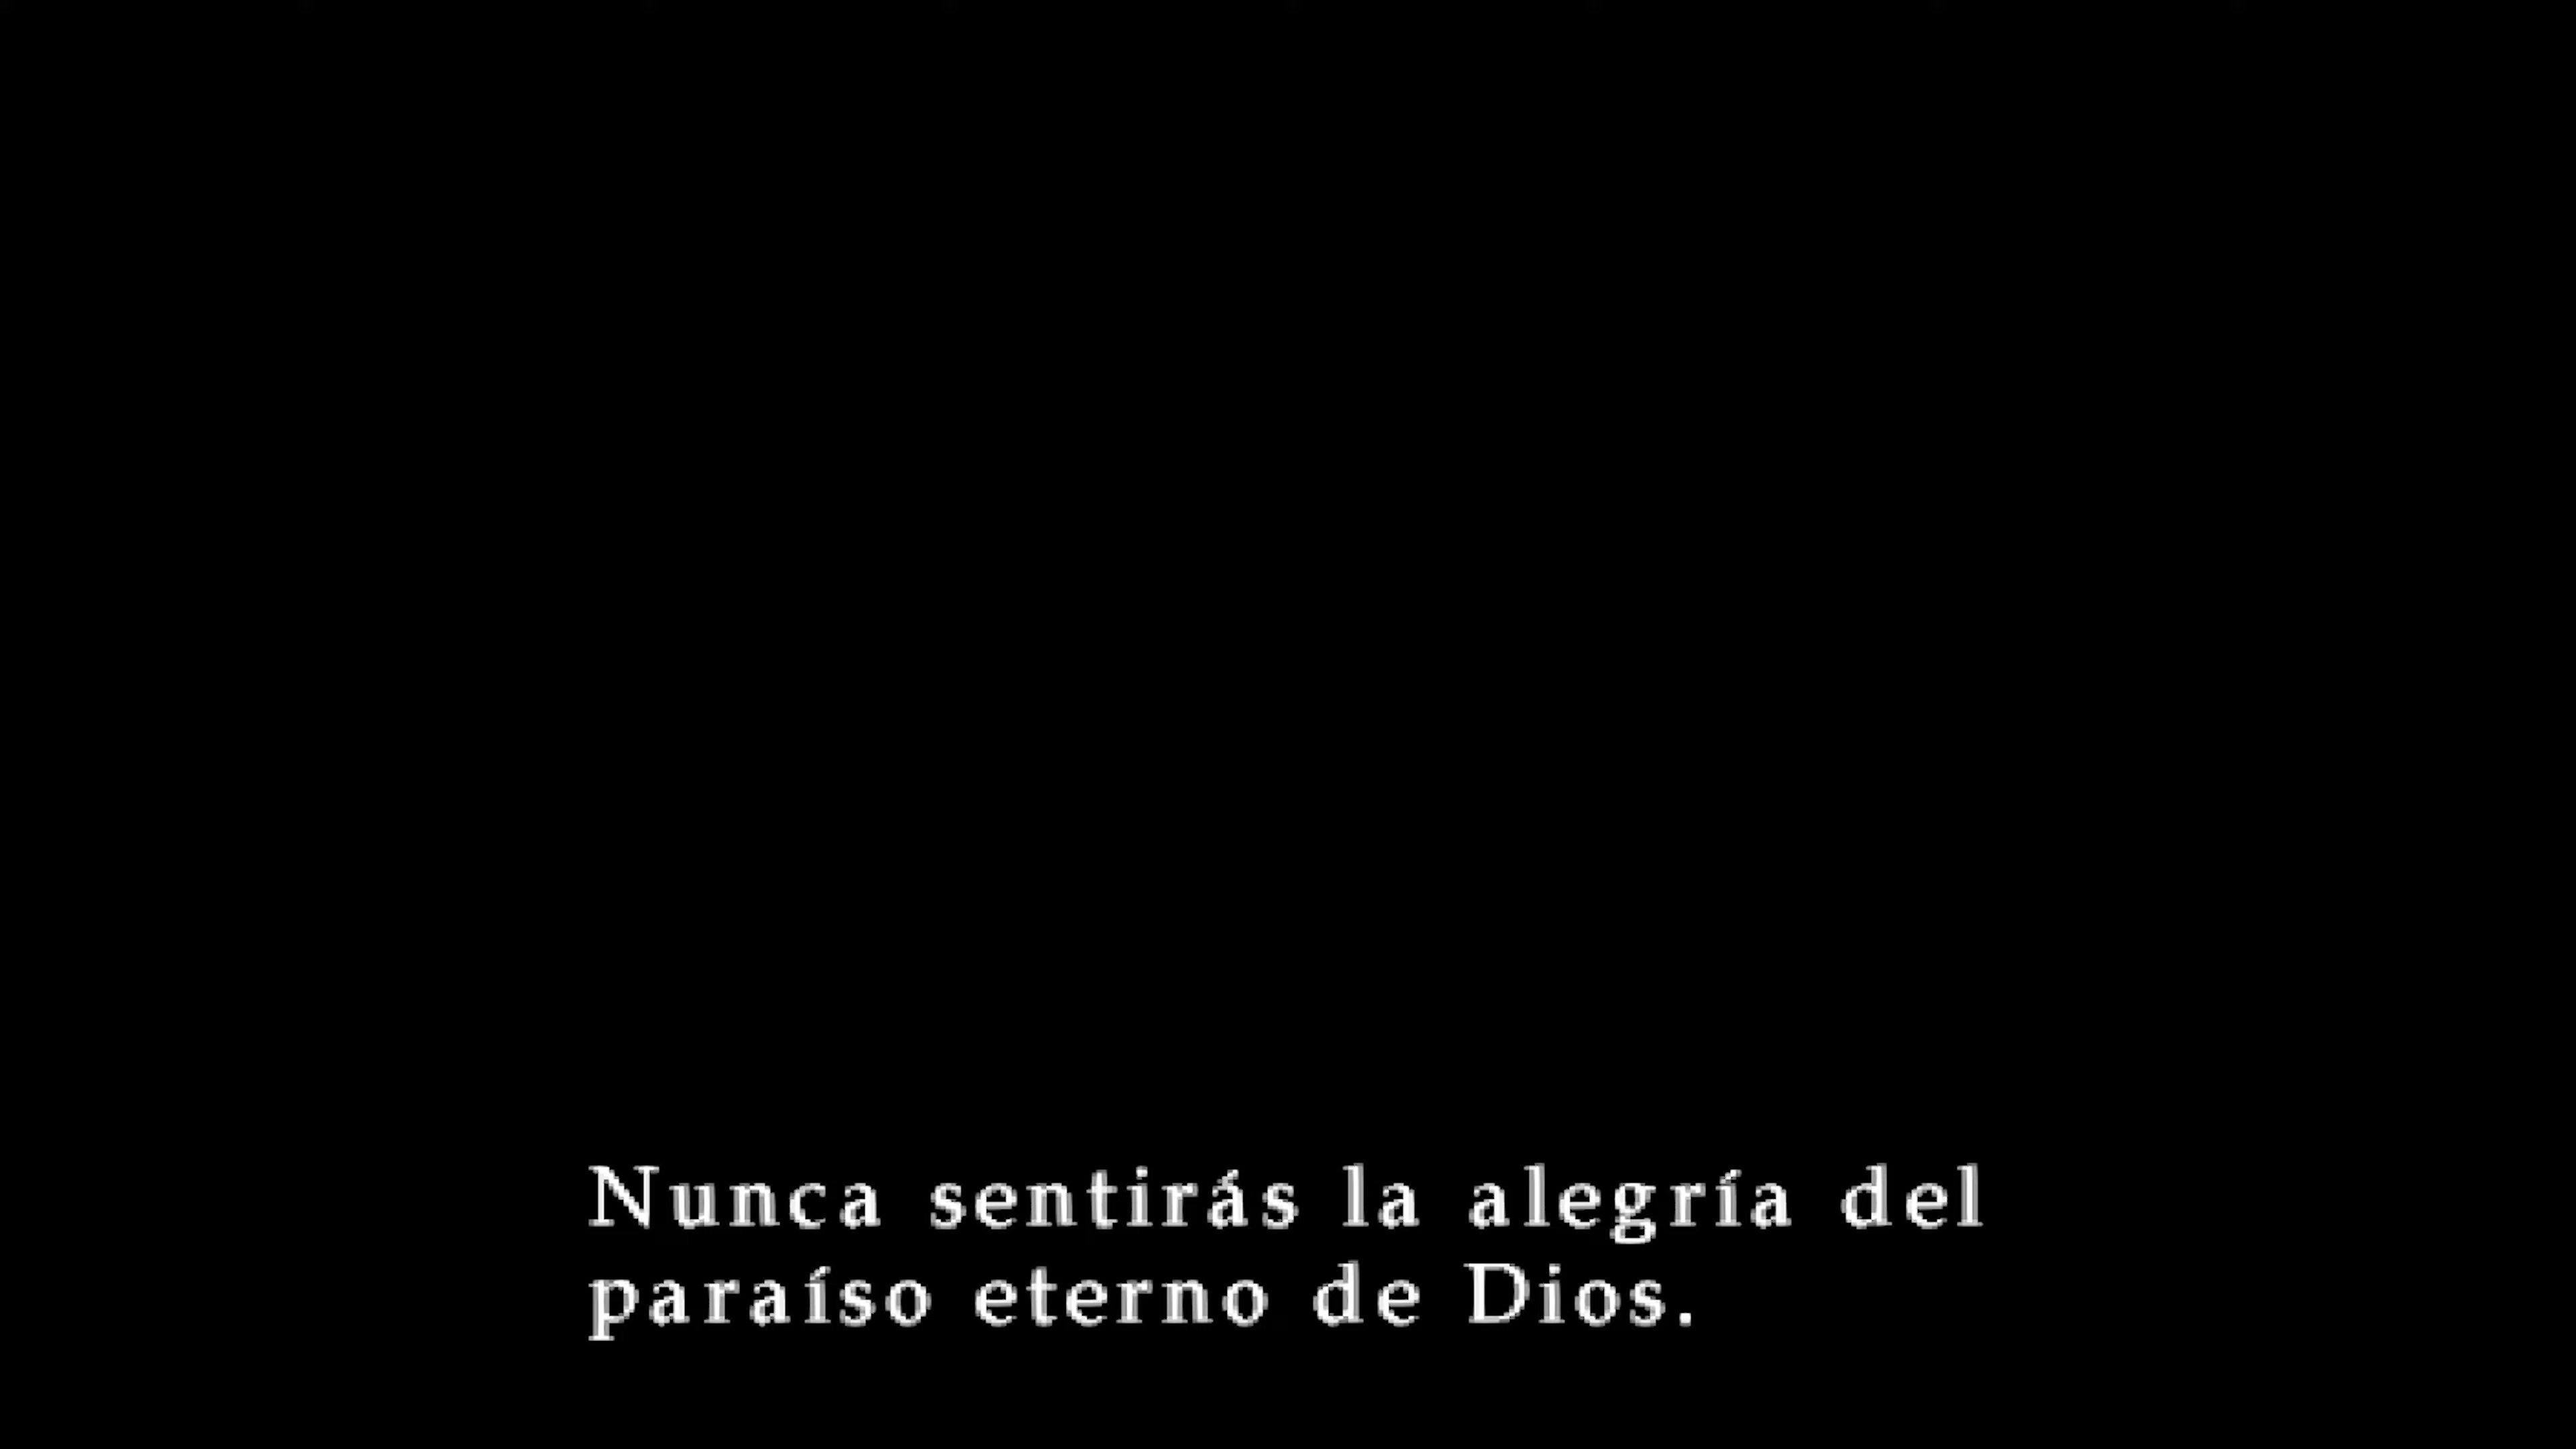 Nunca sentirás la alegría del
paraíso eterno de Dios.